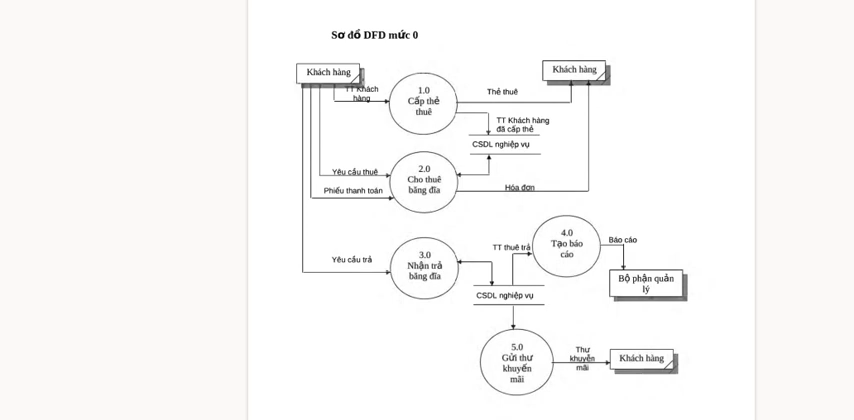 Sơ đồ DFD mức 0
Khách hàng
Khách hàng
TT Khách
hàng
1.0
Cấp thẻ
thuê
Thẻ thuê
TT Khách hàng
đã cấp thẻ
CSDL nghiệp vụ
Yêu cầu thuê
Phiếu thanh toán
2.0
Cho thuê
băng đĩa
Hóa đơn
Yêu cầu trả
3.0
Nhận trả
băng đĩa
TT thuê trả
4.0
Tạo báo
cáo
Báo cáo
Bộ phận quản
lý
CSDL nghiệp vụ
5.0
Gửi thư
khuyến
mãi
Thư
khuyễn
mãi
Khách hàng